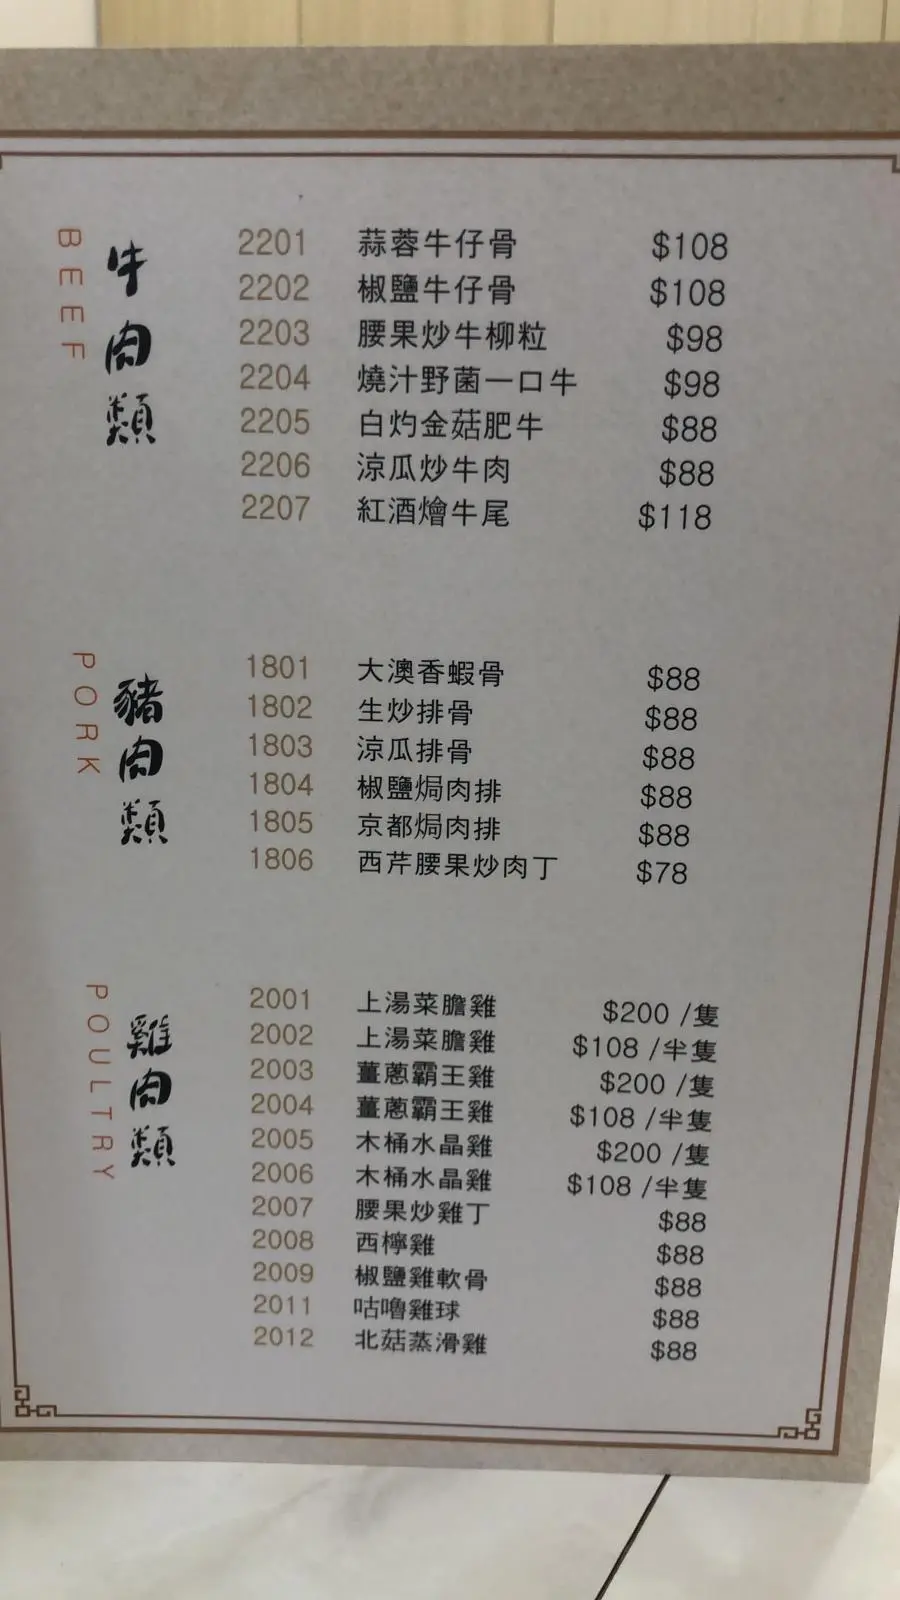 牛肉類
BEEF
2201 蒜蓉牛仔骨 $108
2202 椒鹽牛仔骨 $108
2203 腰果炒牛柳粒 $98
2204 燒汁野菌一口牛 $98
2205 白灼金菇肥牛 $88
2206 涼瓜炒牛肉 $88
2207 紅酒燴牛尾 $118
豬肉類
PORK
1801 大澳香蝦骨 $88
1802 生炒排骨 $88
1803 涼瓜排骨 $88
1804 椒鹽焗肉排 $88
1805 京都焗肉排 $88
1806 西芹腰果炒肉丁 $78
雞肉類
POULTRY
2001 上湯菜膽雞 $200 /隻
2002 上湯菜膽雞 $108 /半隻
2003 薑蔥霸王雞 $200 /隻
2004 薑蔥霸王雞 $108 /半隻
2005 木桶水晶雞 $200 /隻
2006 木桶水晶雞 $108 /半隻
2007 腰果炒雞丁 $88
2008 西檸雞 $88
2009 椒鹽雞軟骨 $88
2011 咕嚕雞球 $88
2012 北菇蒸滑雞 $88